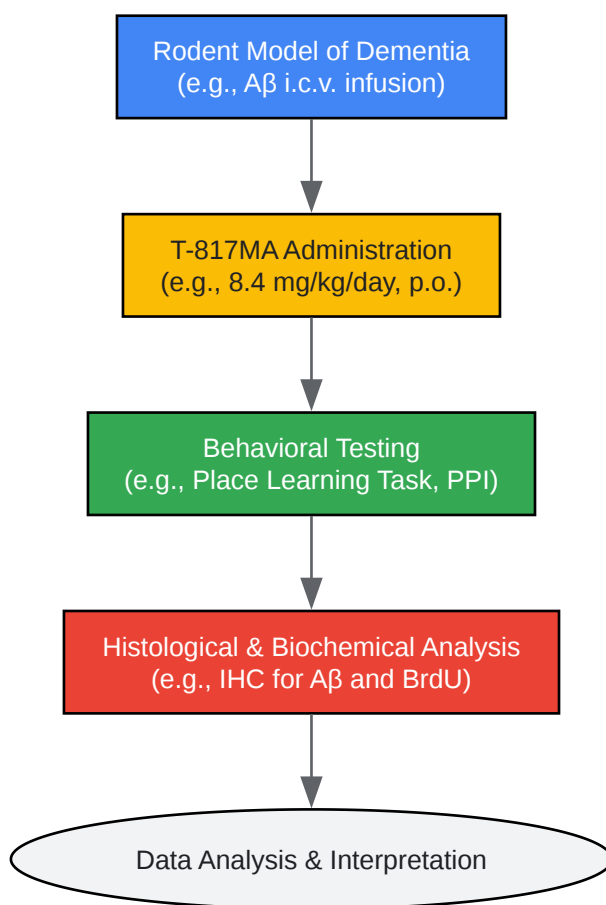 Rodent Model of Dementia
(e.g., Aβ i.c.v. infusion)
T-817MA Administration
(e.g., 8.4 mg/kg/day, p.o.)
Behavioral Testing
(e.g., Place Learning Task, PPI)
Histological & Biochemical Analysis
(e.g., IHC for Aβ and BrdU)
Data Analysis & Interpretation